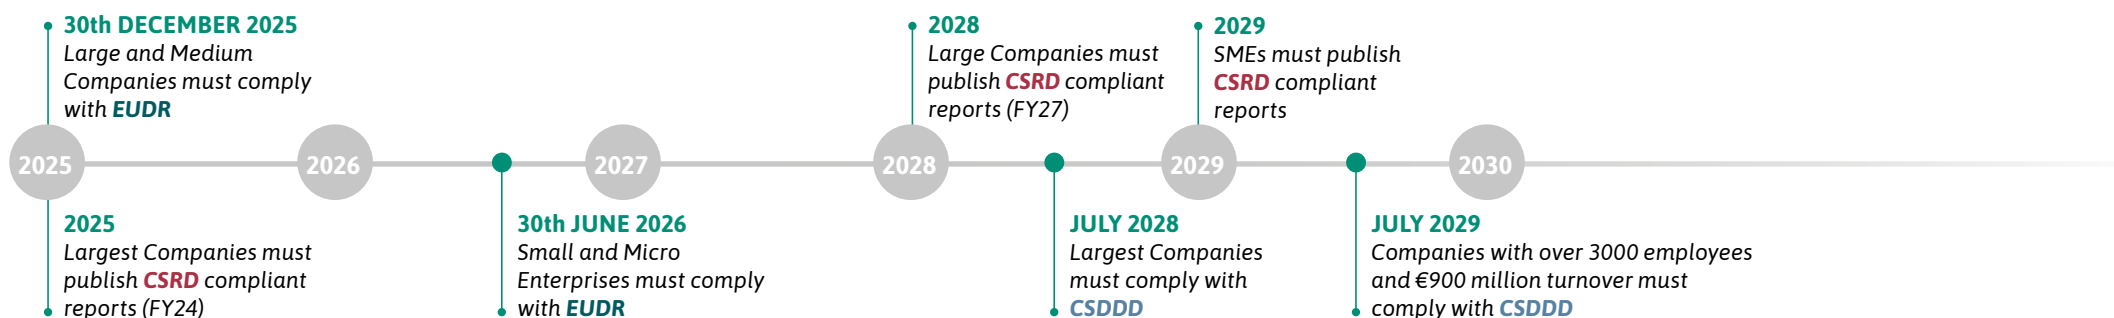 30th DECEMBER 2025
Large and Medium
Companies must comply
with EUDR
2028
Large Companies must
publish CSRD compliant
reports (FY27)
2029
SMEs must publish
CSRD compliant
reports
2025
2026
2027
2028
2029
2030
2025
Largest Companies must
publish CSRD compliant
reports (FY24)
30th JUNE 2026
Small and Micro
Enterprises must comply
with EUDR
JULY 2028
Largest Companies
must comply with
CSDDD
JULY 2029
Companies with over 3000 employees
and €900 million turnover must
comply with CSDDD